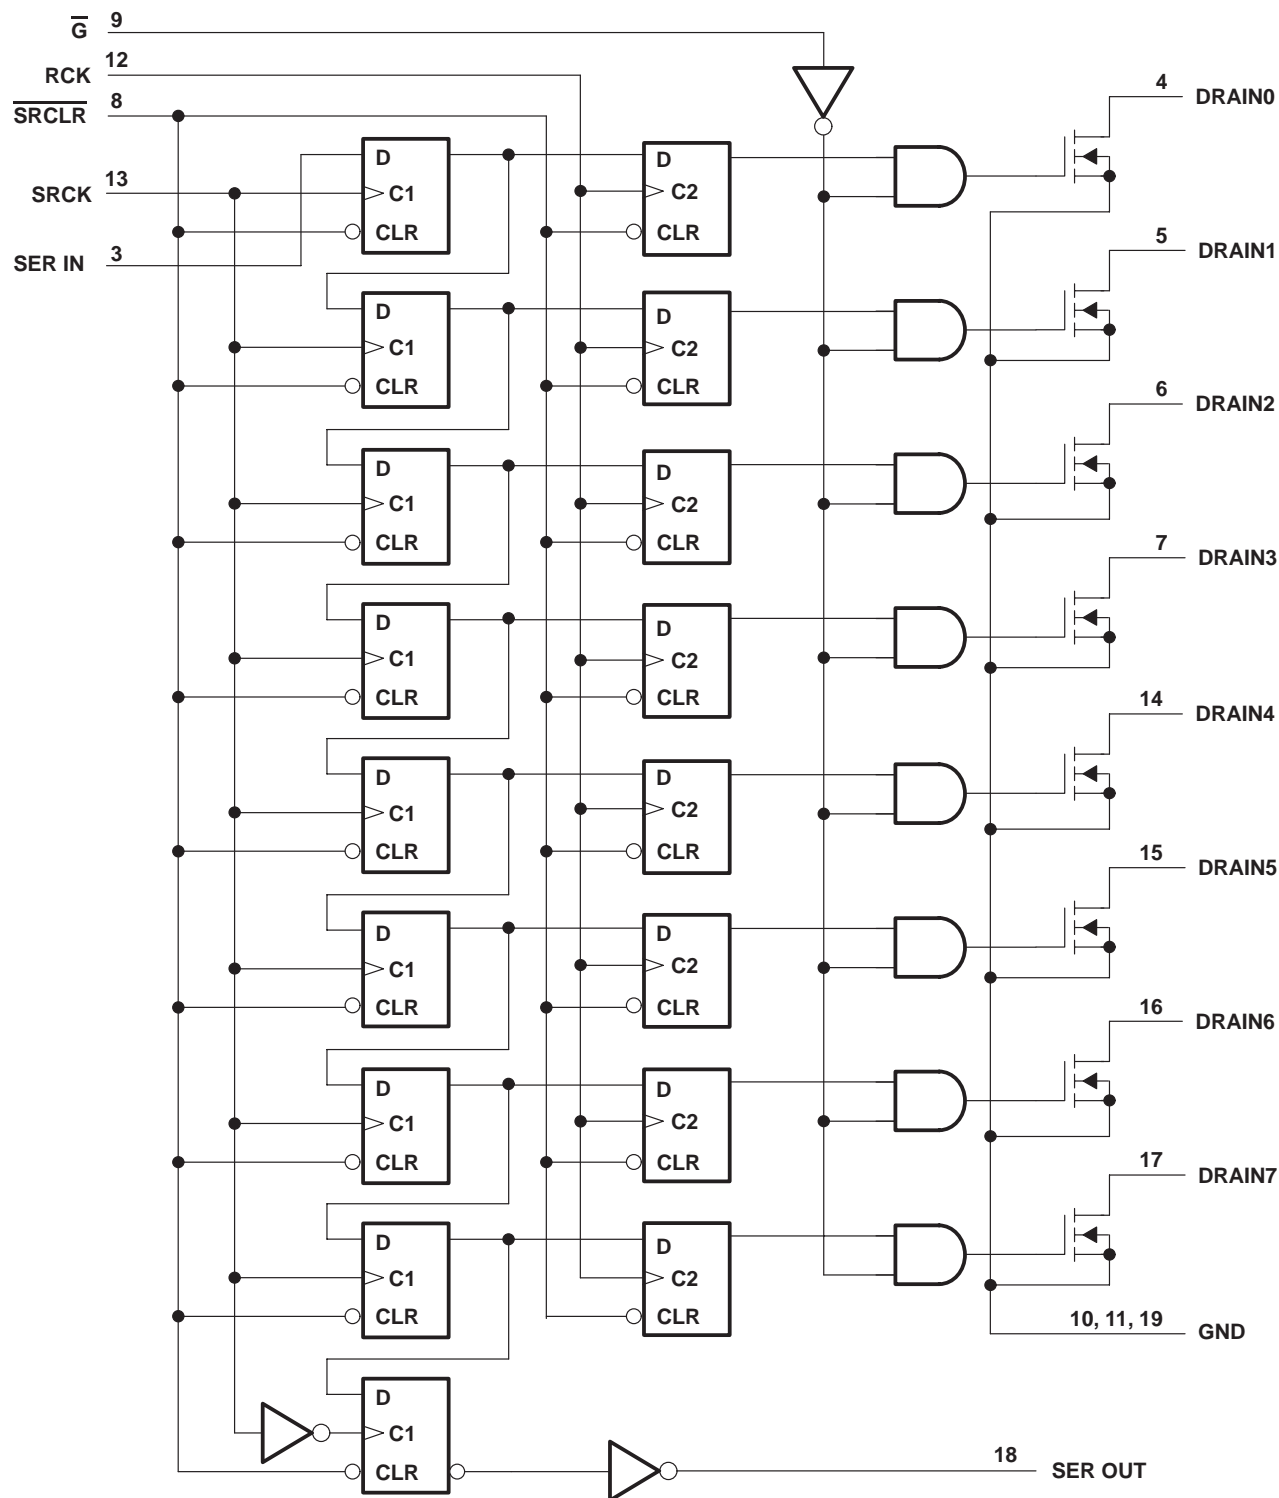 G 9
RCK 12
SRCLR 8
SRCK 13
SER IN 3
4 DRAIN0
D D
C1 C2
CLR CLR
5 DRAIN1
D D
C1 C2
CLR CLR
6 DRAIN2
D D
C1 C2
CLR CLR
7 DRAIN3
D D
C1 C2
CLR CLR
14 DRAIN4
D D
C1 C2
CLR CLR
15 DRAIN5
D D
C1 C2
CLR CLR
16 DRAIN6
D D
C1 C2
CLR CLR
17 DRAIN7
D D
C1 C2
CLR CLR
10, 11, 19 GND
D
C1
CLR
18 SER OUT